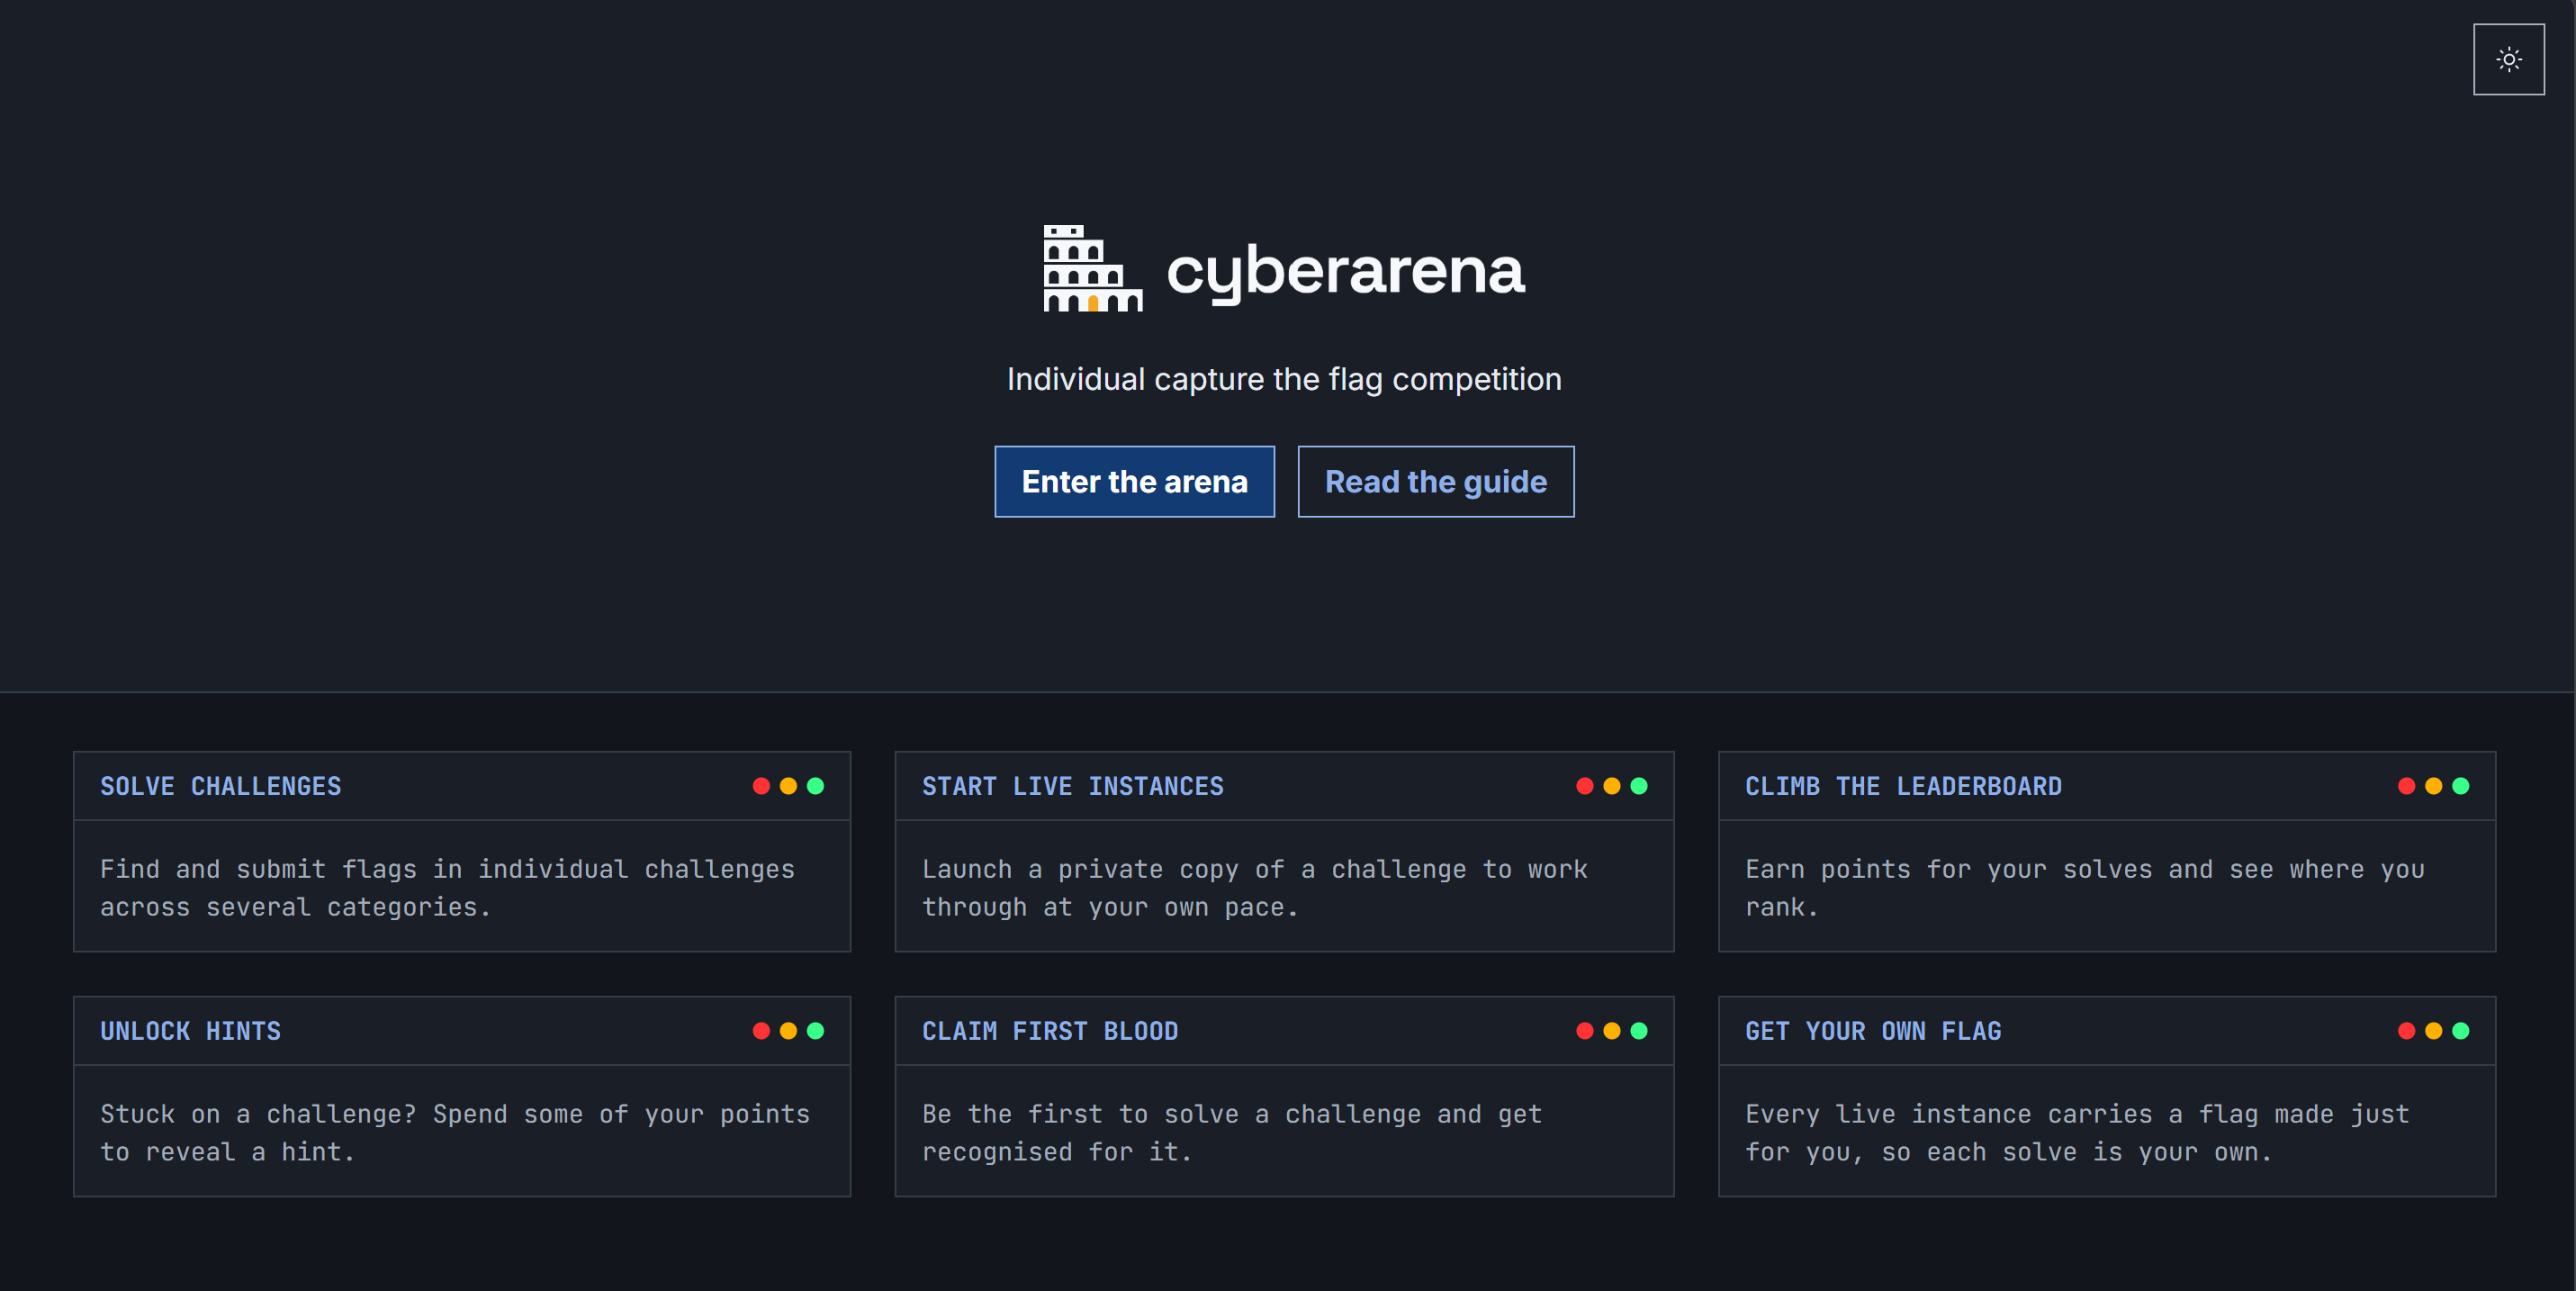 cyberarena
Individual capture the flag competition
Enter the arena
Read the guide
SOLVE CHALLENGES
Find and submit flags in individual challenges
across several categories.
START LIVE INSTANCES
Launch a private copy of a challenge to work
through at your own pace.
CLIMB THE LEADERBOARD
Earn points for your solves and see where you
rank.
UNLOCK HINTS
Stuck on a challenge? Spend some of your points
to reveal a hint.
CLAIM FIRST BLOOD
Be the first to solve a challenge and get
recognised for it.
GET YOUR OWN FLAG
Every live instance carries a flag made just
for you, so each solve is your own.